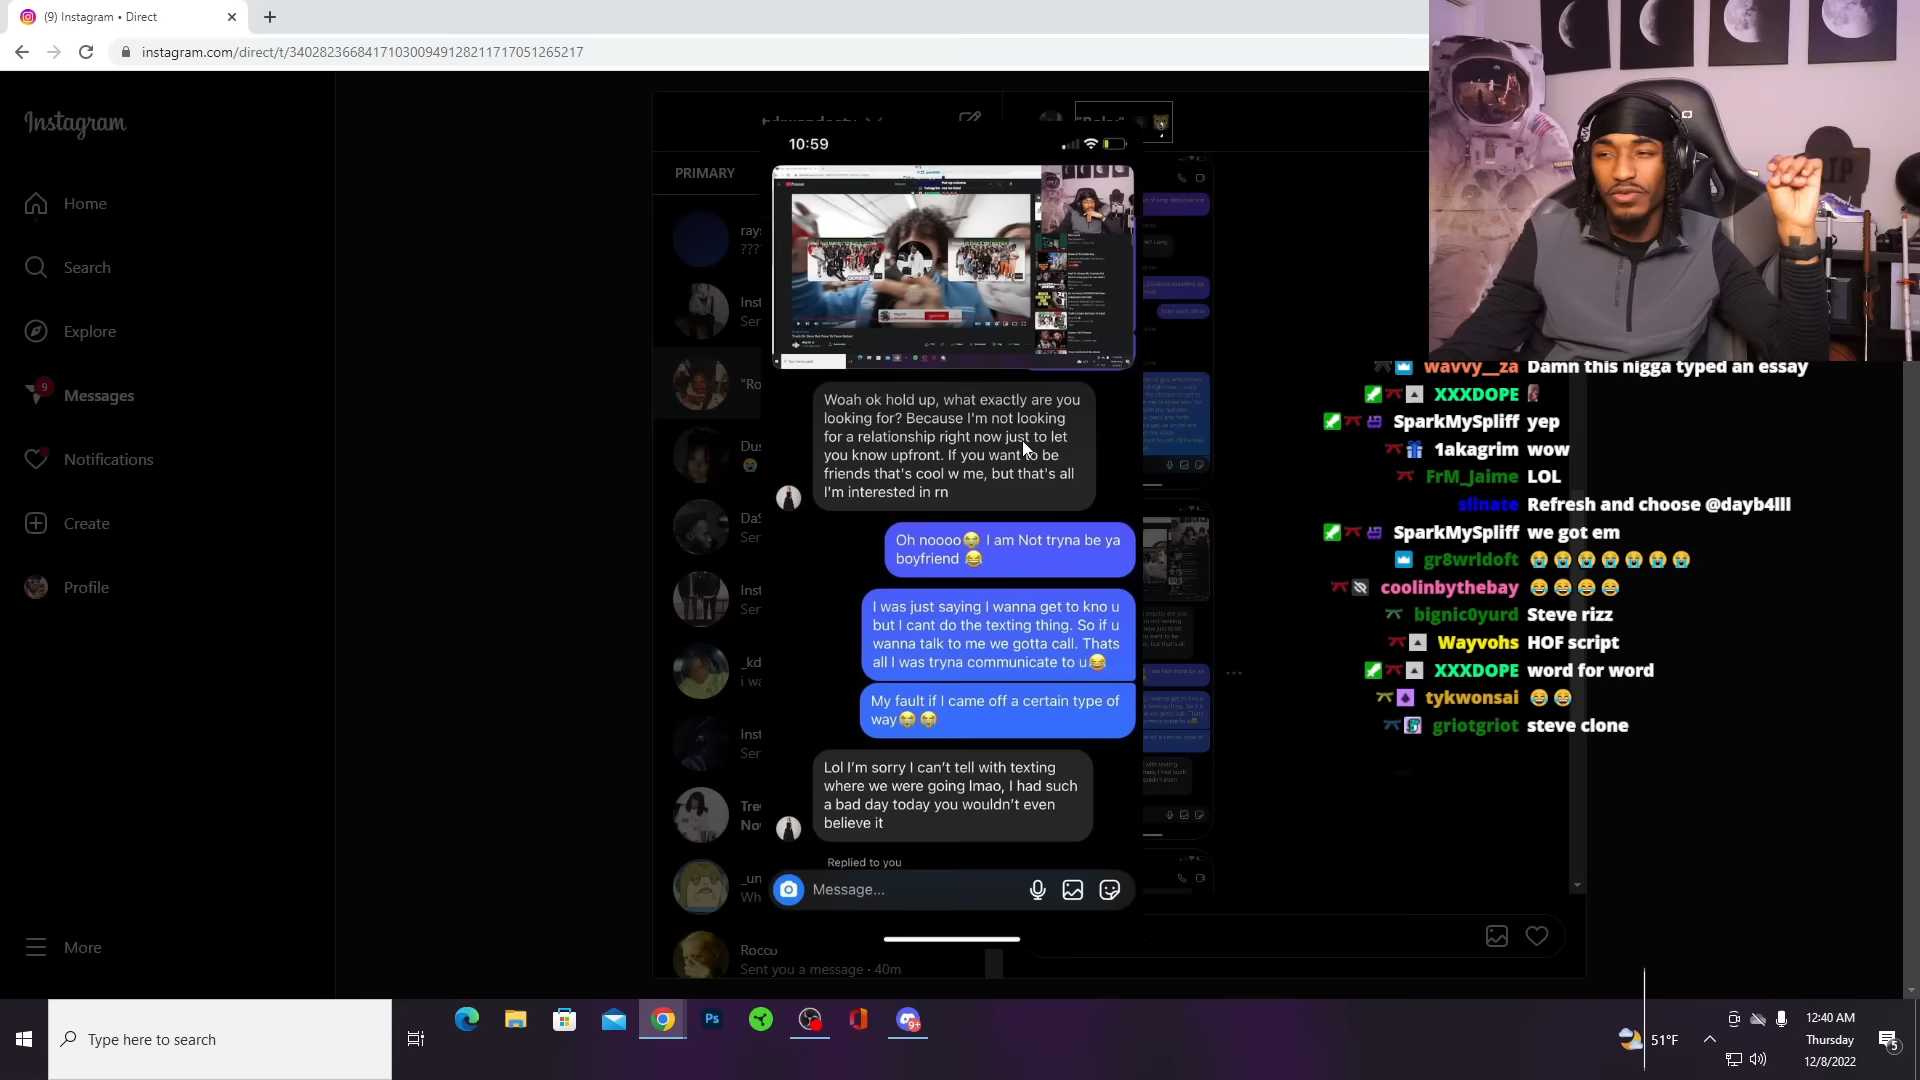 (9) Instagram • Direct
instagram.com/direct/t/340282366841710300949128211717051265217
Instagram
Home
Search
Explore
9
Messages
Notifications
Create
Profile
More
PRIMARY
10:59
Woah ok hold up, what exactly are you
looking for? Because I'm not looking
for a relationship right now just to let
you know upfront. If you want to be
friends that's cool w me, but that's all
I'm interested in rn
Oh noooo😭 I am Not tryna be ya
boyfriend 😂
I was just saying I wanna get to kno u
but I cant do the texting thing. So if u
wanna talk to me we gotta call. Thats
all I was tryna communicate to u😂
My fault if I came off a certain type of
way😭 😭
Lol I'm sorry I can't tell with texting
where we were going lmao, I had such
a bad day today you wouldn't even
believe it
Replied to you
Message...
Rocco
Sent you a message • 40m
wavvy__za Damn this nigga typed an essay
XXXDOPE
SparkMySpliff yep
1akagrim wow
FrM_Jaime LOL
sflnate Refresh and choose @dayb4lll
SparkMySpliff we got em
gr8wrldoft 😭 😭 😭 😭 😭 😭 😭
coolinbythebay 😂 😂 😂 😂
bignic0yurd Steve rizz
Wayvohs HOF script
XXXDOPE word for word
tykwonsai 😂 😂
griotgriot steve clone
Type here to search
Ps
9+
51°F
12:40 AM
Thursday
12/8/2022
5